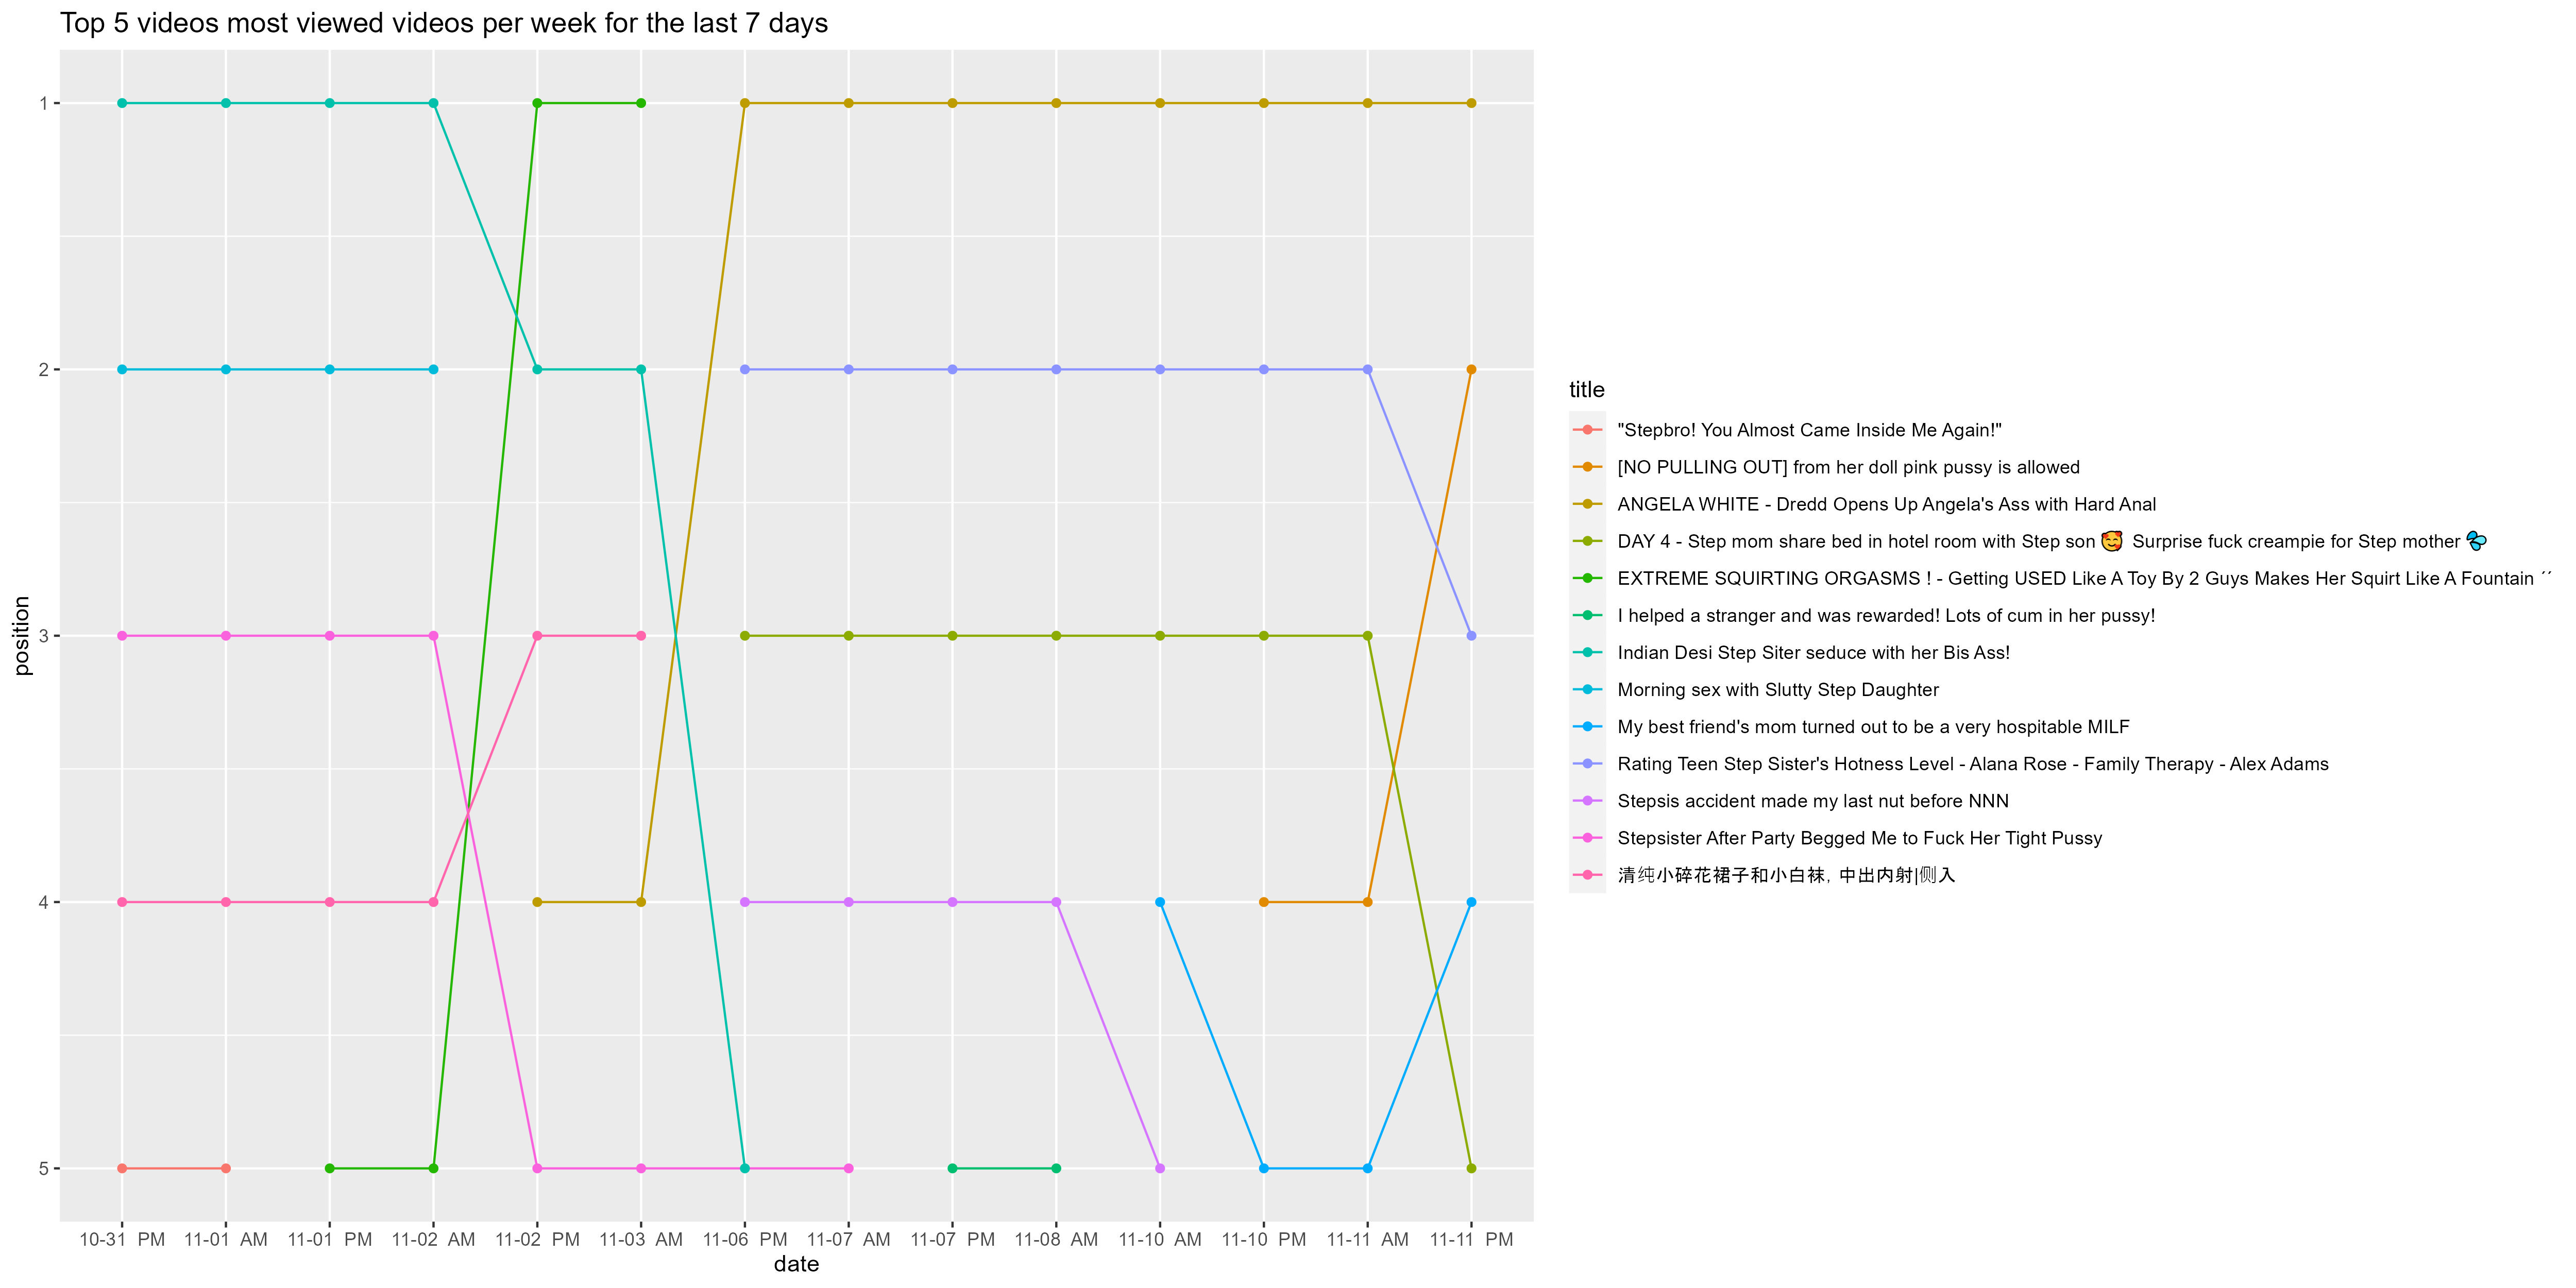 Top 5 videos most viewed videos per week for the last 7 days
position
1
2
3
4
5
10-31 PM
11-01 AM
11-01 PM
11-02 AM
11-02 PM
11-03 AM
11-06 PM
11-07 AM
11-07 PM
11-08 AM
11-10 AM
11-10 PM
11-11 AM
11-11 PM
date
title
"Stepbro! You Almost Came Inside Me Again!"
[NO PULLING OUT] from her doll pink pussy is allowed
ANGELA WHITE - Dredd Opens Up Angela's Ass with Hard Anal
DAY 4 - Step mom share bed in hotel room with Step son 🥰 Surprise fuck creampie for Step mother 💦
EXTREME SQUIRTING ORGASMS ! - Getting USED Like A Toy By 2 Guys Makes Her Squirt Like A Fountain ´´
I helped a stranger and was rewarded! Lots of cum in her pussy!
Indian Desi Step Siter seduce with her Bis Ass!
Morning sex with Slutty Step Daughter
My best friend's mom turned out to be a very hospitable MILF
Rating Teen Step Sister's Hotness Level - Alana Rose - Family Therapy - Alex Adams
Stepsis accident made my last nut before NNN
Stepsister After Party Begged Me to Fuck Her Tight Pussy
清纯小碎花裙子和小白袜, 中出内射|侧入